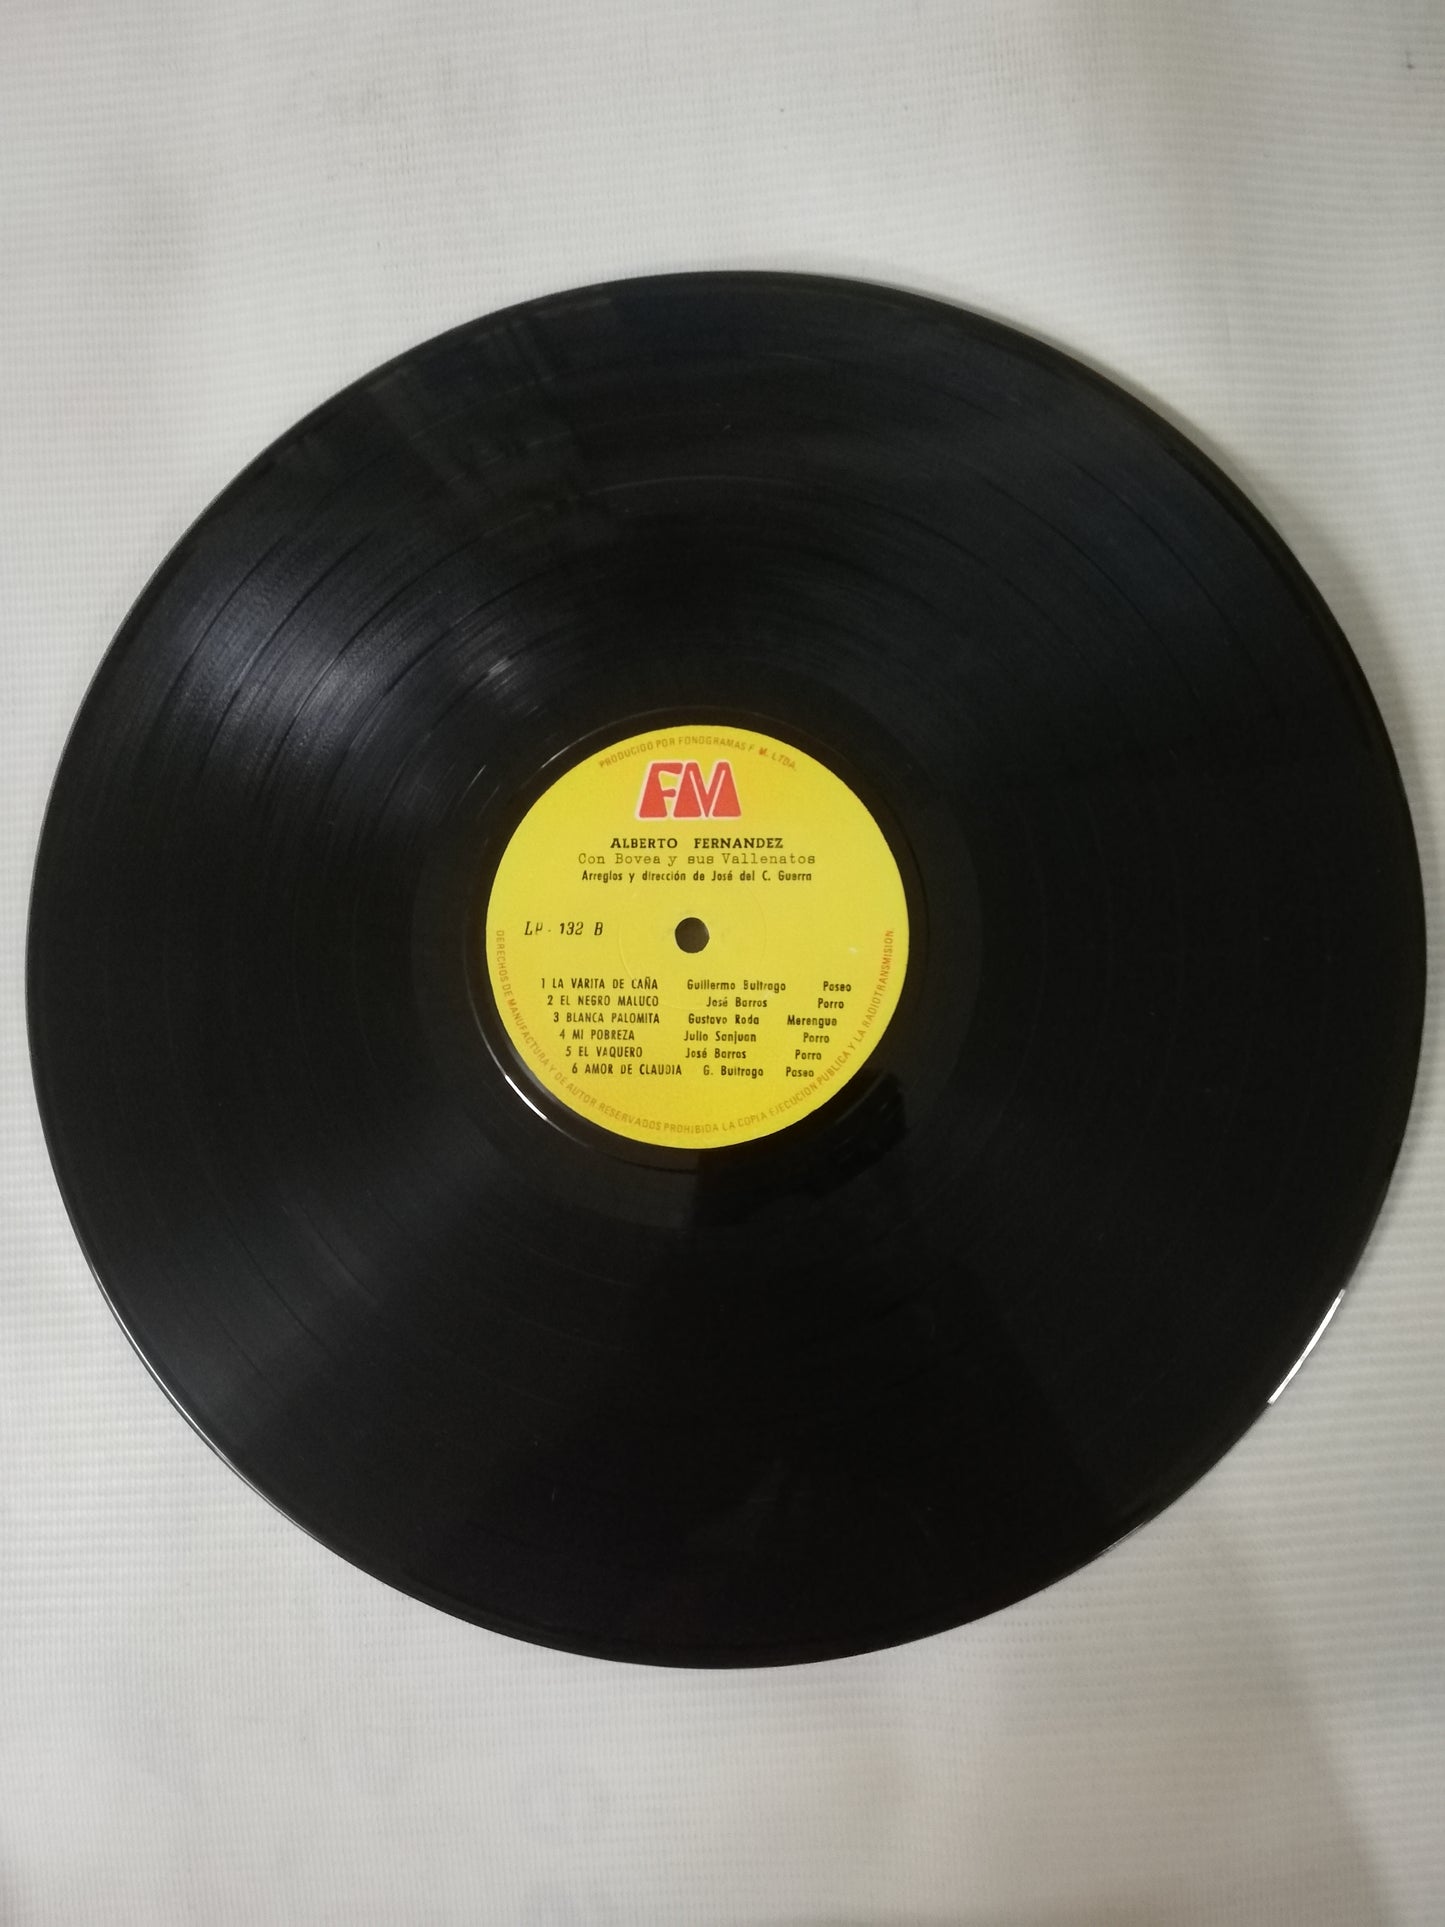 PRODUCIDO POR FONOGRAMAS F. M. LTDA.
FM
ALBERTO FERNANDEZ
Con Bovea y sus Vallenatos
Arreglos y dirección de José del C. Guerra
LP - 132 B
1 LA VARITA DE CAÑA Guillermo Buitrago Paseo
2 EL NEGRO MALUCO José Barros Porro
3 BLANCA PALOMITA Gustavo Rada Merengue
4 MI POBREZA Julio Sanjuan Porro
5 EL VAQUERO José Barros Porro
6 AMOR DE CLAUDIA G. Buitrago Paseo
DERECHOS DE MANUFACTURA Y DE AUTOR RESERVADOS PROHIBIDA LA COPIA EJECUCION PUBLICA Y LA RADIOTRANSMISION.